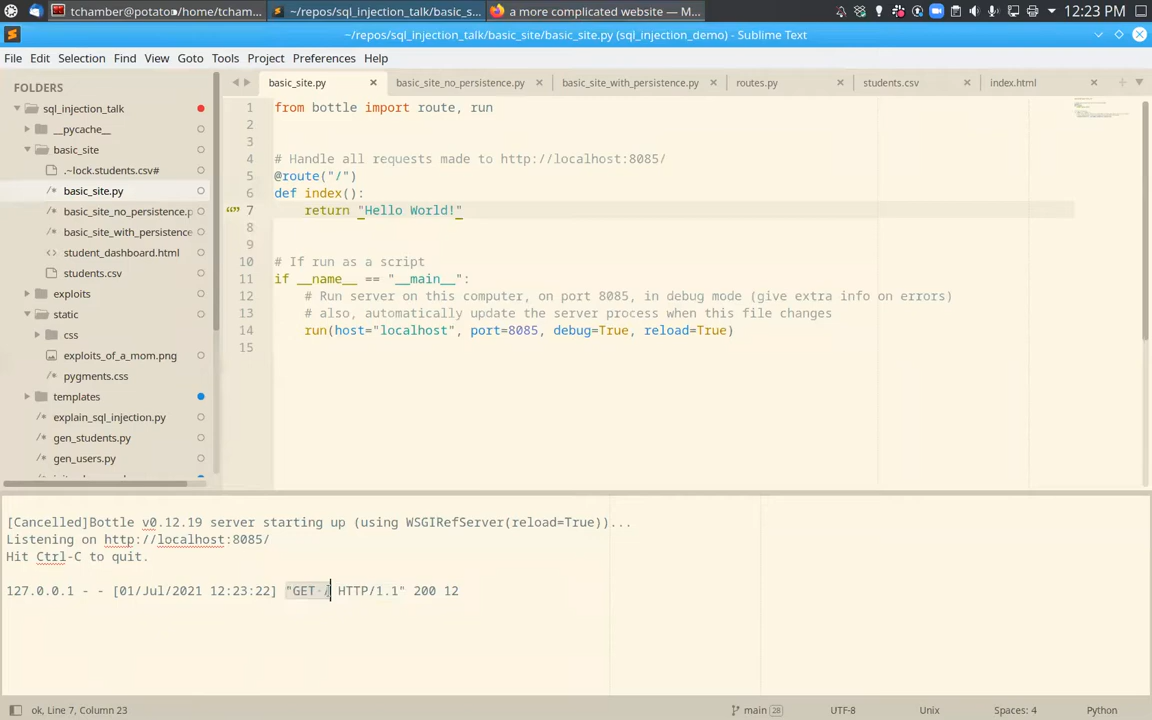 tchamber@potato:/home/tcham... ~/repos/sql_injection_talk/basic_s... a more complicated website — M... 12:23 PM
~/repos/sql_injection_talk/basic_site/basic_site.py (sql_injection_demo) - Sublime Text
File Edit Selection Find View Goto Tools Project Preferences Help
FOLDERS
sql_injection_talk
__pycache__
basic_site
.~lock.students.csv#
basic_site.py
basic_site_no_persistence.p
basic_site_with_persistence
student_dashboard.html
students.csv
exploits
static
css
exploits_of_a_mom.png
pygments.css
templates
explain_sql_injection.py
gen_students.py
gen_users.py
basic_site.py basic_site_no_persistence.py basic_site_with_persistence.py routes.py students.csv index.html
1 from bottle import route, run
2
3
4 # Handle all requests made to http://localhost:8085/
5 @route("/")
6 def index():
7 return "Hello World!"
8
9
10 # If run as a script
11 if __name__ == "__main__":
12 # Run server on this computer, on port 8085, in debug mode (give extra info on errors)
13 # also, automatically update the server process when this file changes
14 run(host="localhost", port=8085, debug=True, reload=True)
15
[Cancelled]Bottle v0.12.19 server starting up (using WSGIRefServer(reload=True))...
Listening on http://localhost:8085/
Hit Ctrl-C to quit.
127.0.0.1 - - [01/Jul/2021 12:23:22] "GET / HTTP/1.1" 200 12
ok, Line 7, Column 23 main 28 UTF-8 Unix Spaces: 4 Python